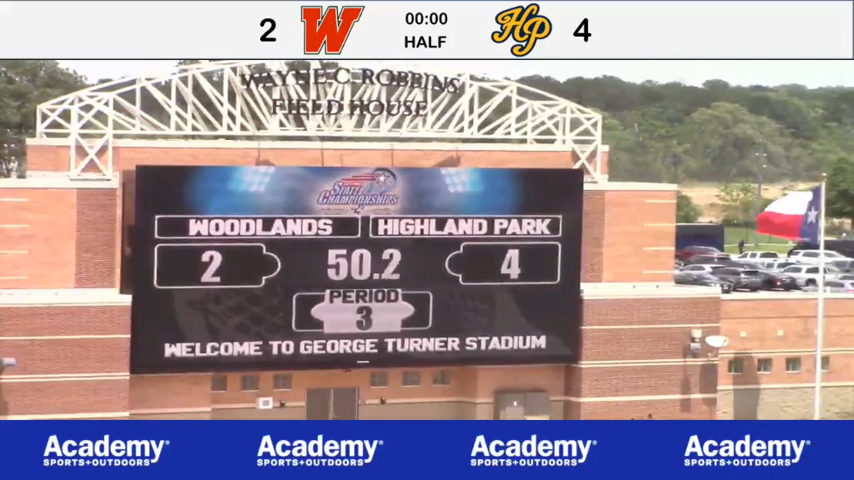 2 W 00:00 HP 4
HALF
WAYNE C. ROBBINS
FIELD HOUSE
STATE
CHAMPIONSHIPS
WOODLANDS HIGHLAND PARK
2 50.2 4
PERIOD
3
WELCOME TO GEORGE TURNER STADIUM
Academy® Academy® Academy® Academy®
SPORTS+OUTDOORS SPORTS+OUTDOORS SPORTS+OUTDOORS SPORTS+OUTDOORS